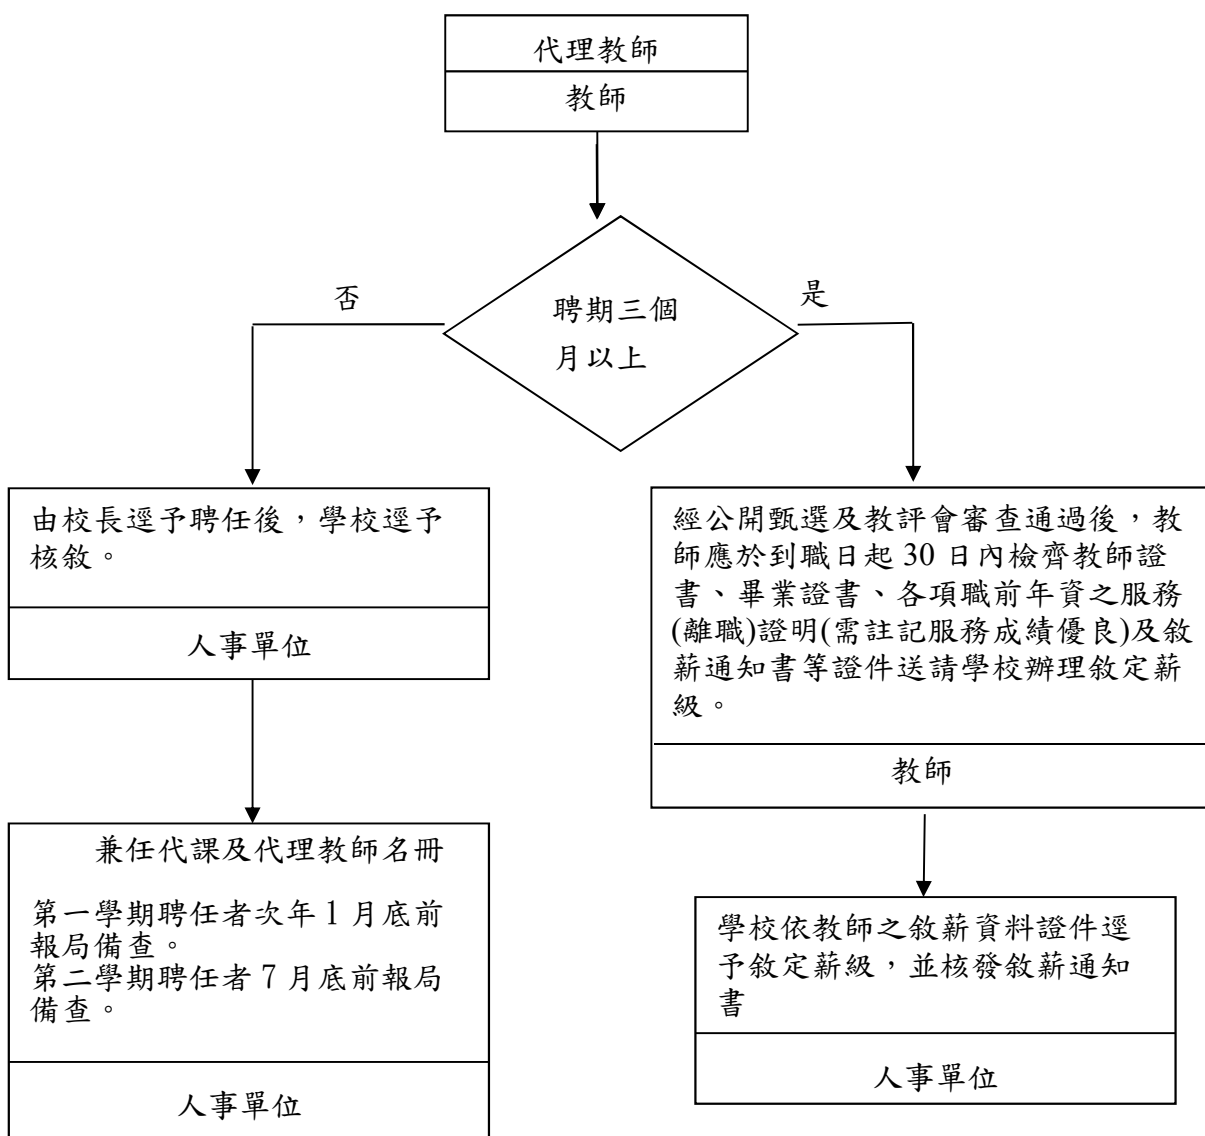 代理教師
教師
聘期三個
月以上
否
是
由校長逕予聘任後，學校逕予
核敘。
人事單位
兼任代課及代理教師名冊
第一學期聘任者次年 1 月底前
報局備查。
第二學期聘任者 7 月底前報局
備查。
人事單位
經公開甄選及教評會審查通過後，教
師應於到職日起 30 日內檢齊教師證
書、畢業證書、各項職前年資之服務
(離職)證明(需註記服務成績優良)及敘
薪通知書等證件送請學校辦理敘定薪
級。
教師
學校依教師之敘薪資料證件逕
予敘定薪級，並核發敘薪通知
書
人事單位